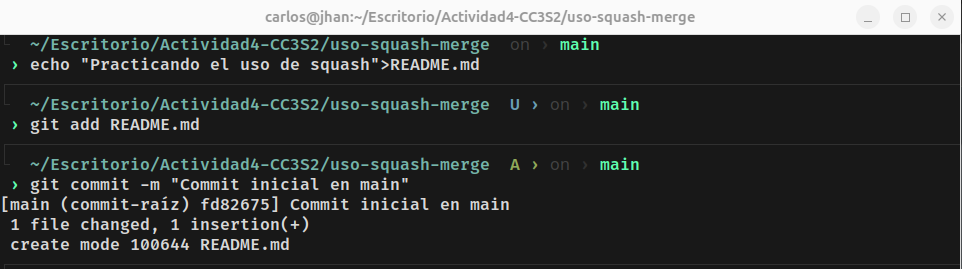 carlos@jhan:~/Escritorio/Actividad4-CC3S2/uso-squash-merge
~/Escritorio/Actividad4-CC3S2/uso-squash-merge on › main
› echo "Practicando el uso de squash">README.md
~/Escritorio/Actividad4-CC3S2/uso-squash-merge U › on › main
› git add README.md
~/Escritorio/Actividad4-CC3S2/uso-squash-merge A › on › main
› git commit -m "Commit inicial en main"
[main (commit-raíz) fd82675] Commit inicial en main
1 file changed, 1 insertion(+)
create mode 100644 README.md